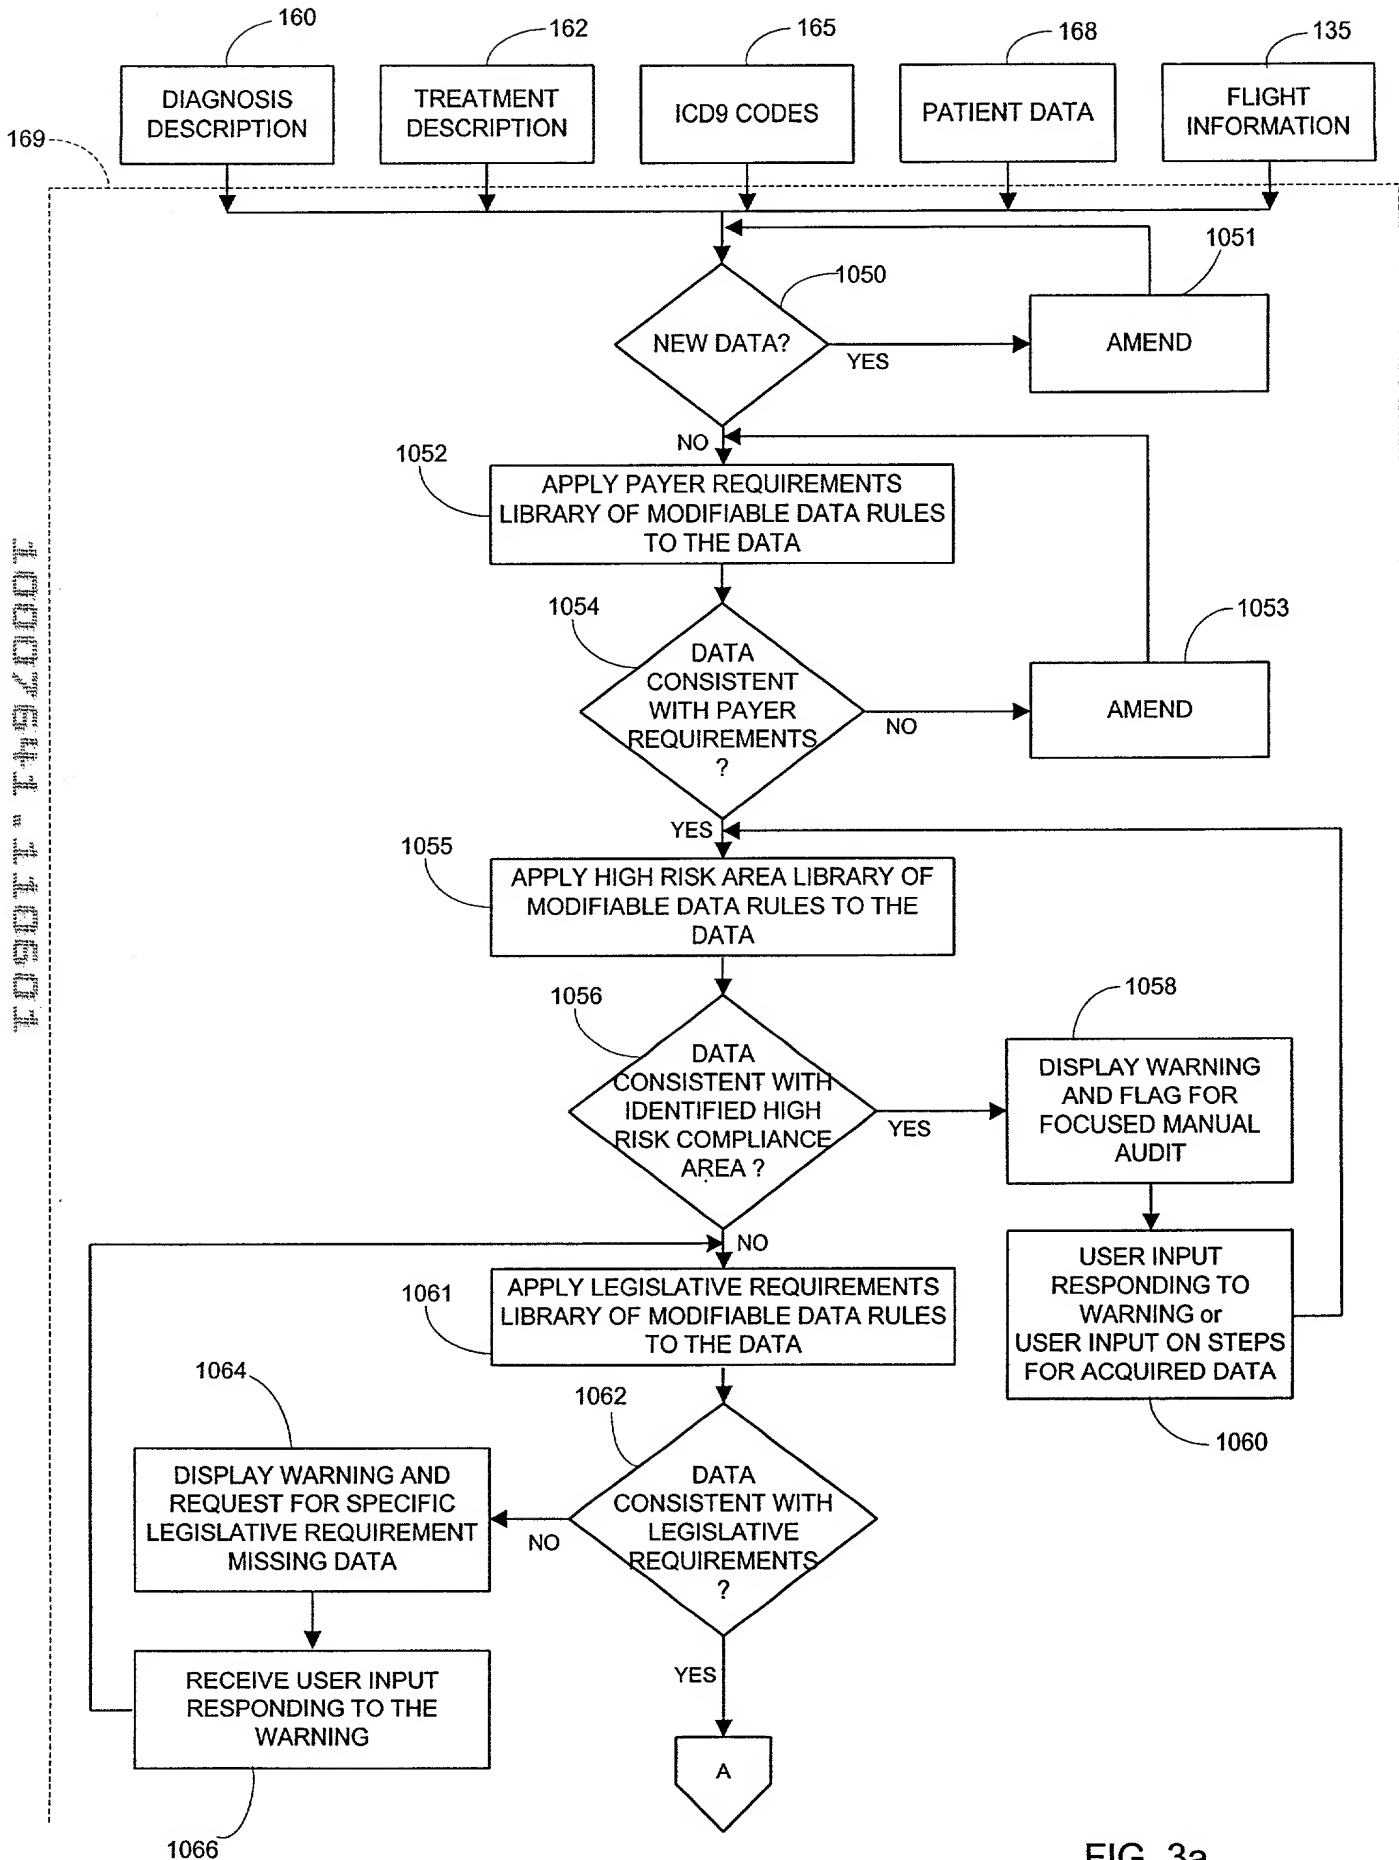 160
162
165
168
135
DIAGNOSIS
DESCRIPTION
TREATMENT
DESCRIPTION
ICD9 CODES
PATIENT DATA
FLIGHT
INFORMATION
169
1051
1050
NEW DATA?
YES
AMEND
NO
1052
APPLY PAYER REQUIREMENTS
LIBRARY OF MODIFIABLE DATA RULES
TO THE DATA
1054
1053
DATA
CONSISTENT
WITH PAYER
REQUIREMENTS
?
NO
AMEND
YES
1055
APPLY HIGH RISK AREA LIBRARY OF
MODIFIABLE DATA RULES TO THE
DATA
1056
1058
DATA
CONSISTENT WITH
IDENTIFIED HIGH
RISK COMPLIANCE
AREA ?
YES
DISPLAY WARNING
AND FLAG FOR
FOCUSED MANUAL
AUDIT
NO
USER INPUT
RESPONDING TO
WARNING or
USER INPUT ON STEPS
FOR ACQUIRED DATA
1060
1061
APPLY LEGISLATIVE REQUIREMENTS
LIBRARY OF MODIFIABLE DATA RULES
TO THE DATA
1064
1062
DATA
CONSISTENT WITH
LEGISLATIVE
REQUIREMENTS
?
NO
DISPLAY WARNING AND
REQUEST FOR SPECIFIC
LEGISLATIVE REQUIREMENT
MISSING DATA
RECEIVE USER INPUT
RESPONDING TO THE
WARNING
1066
YES
A
10007641.110601
FIG. 3a